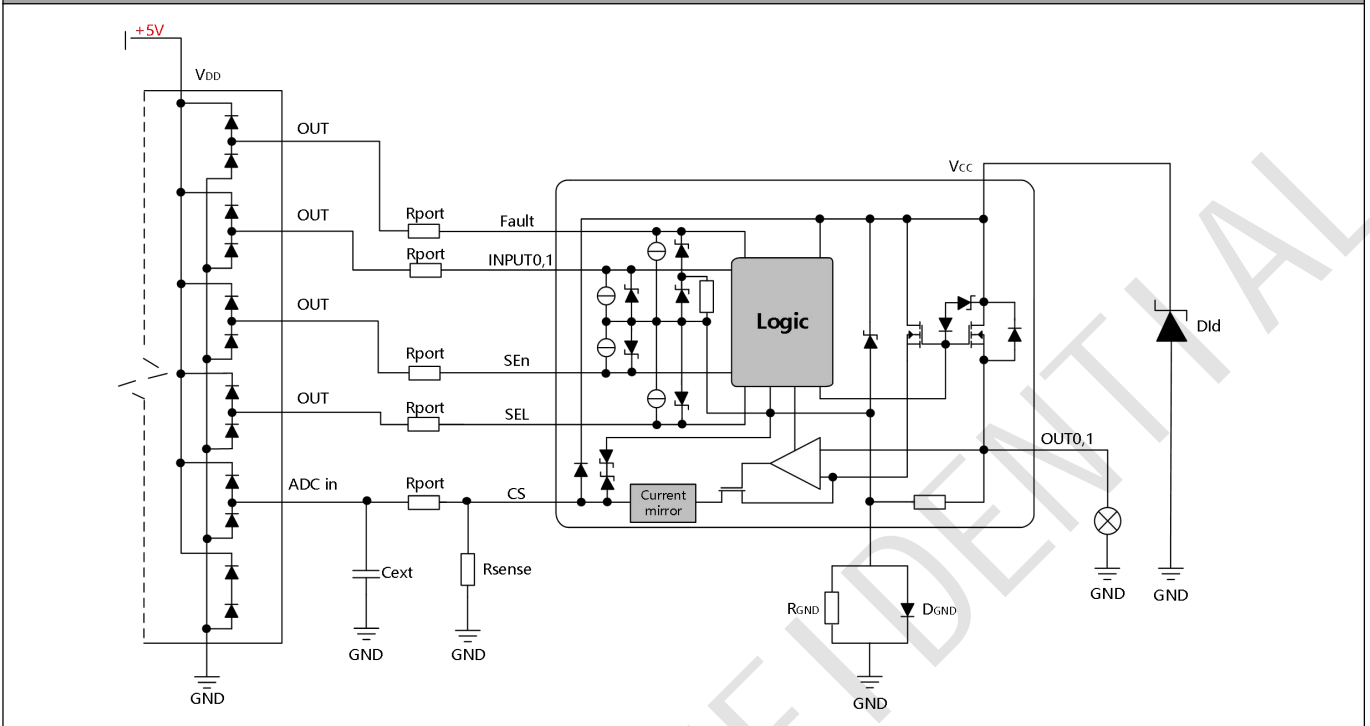 +5V
VDD
OUT
OUT
OUT
OUT
ADC in
Rport
Rport
Rport
Rport
Rport
Fault
INPUT0,1
SEn
SEL
CS
Cext
Rsense
GND
GND
GND
Logic
Current
mirror
VCC
OUT0,1
Dld
RGND
DGND
GND
GND
GND
FIDENTIAL